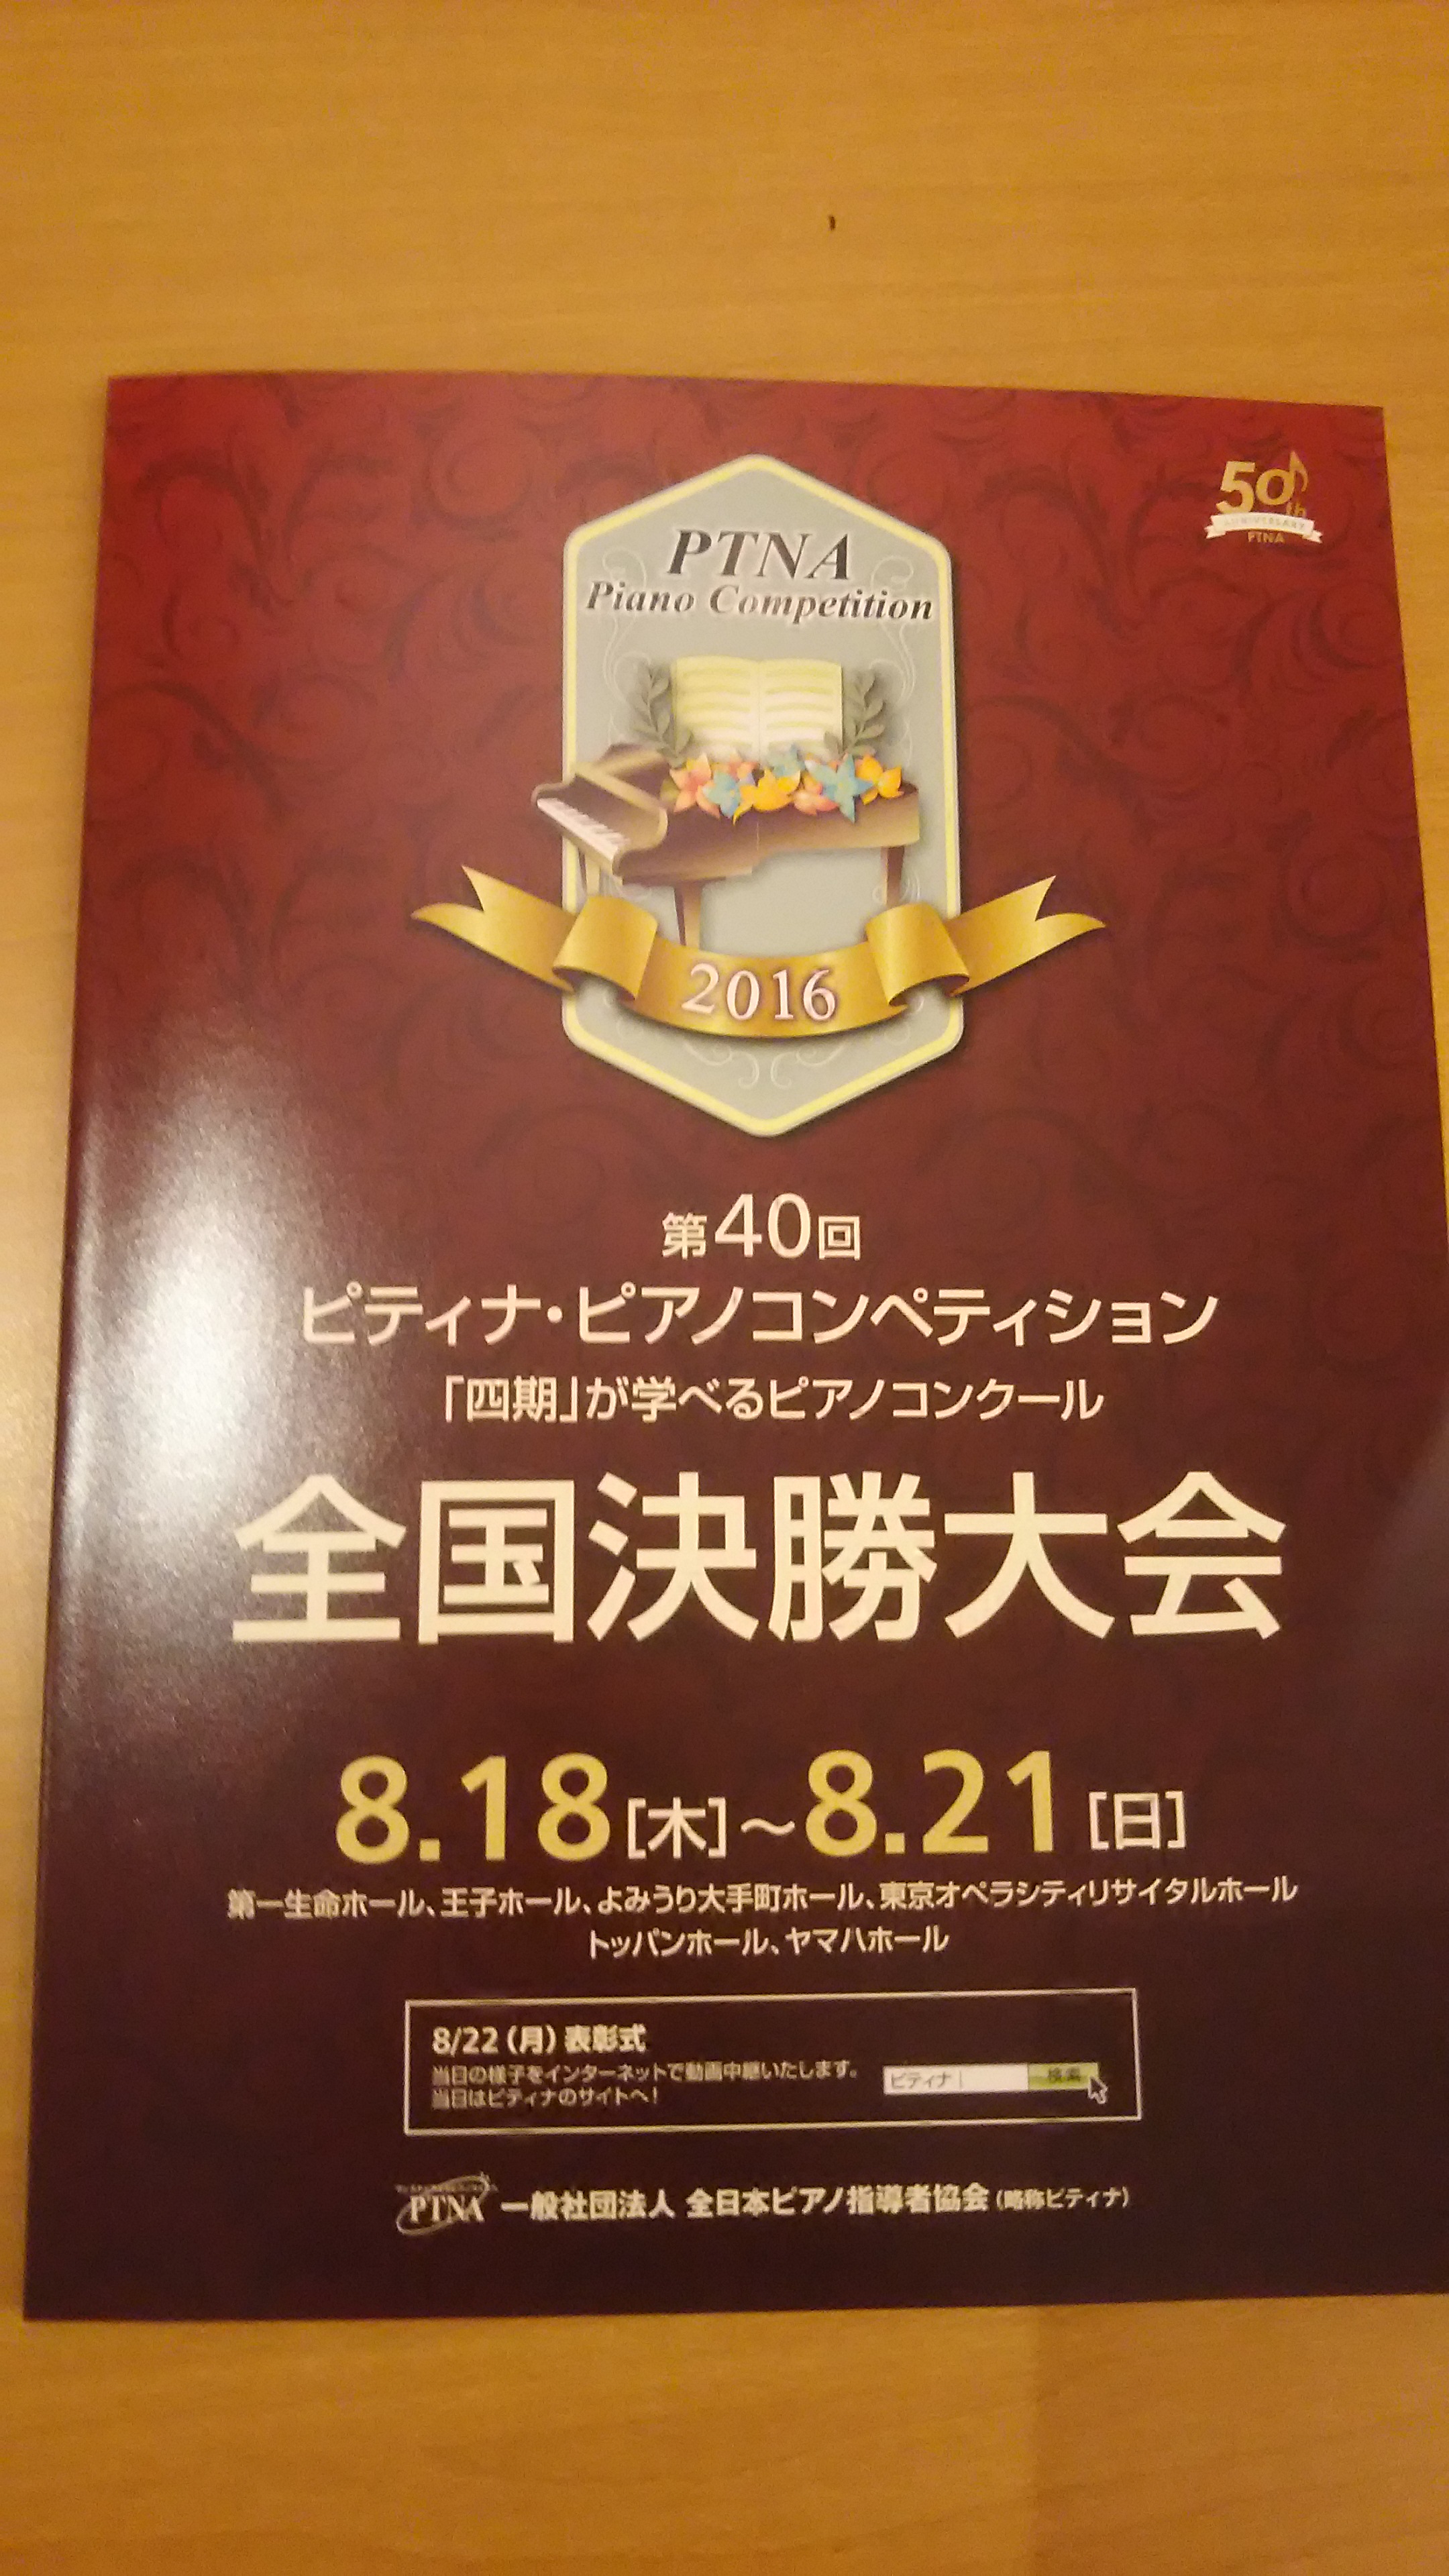 50th
ANNIVERSARY
PTNA
PTNA
Piano Competition
2016
第40回
ピティナ・ピアノコンペティション
「四期」が学べるピアノコンクール
全国決勝大会
8.18[木]～8.21[日]
第一生命ホール、王子ホール、よみうり大手町ホール、東京オペラシティリサイタルホール
トッパンホール、ヤマハホール
8/22（月）表彰式
当日の様子をインターネットで動画中継いたします。
当日はピティナのサイトへ！
ピティナ 検索
PTNA 一般社団法人 全日本ピアノ指導者協会（略称ピティナ）